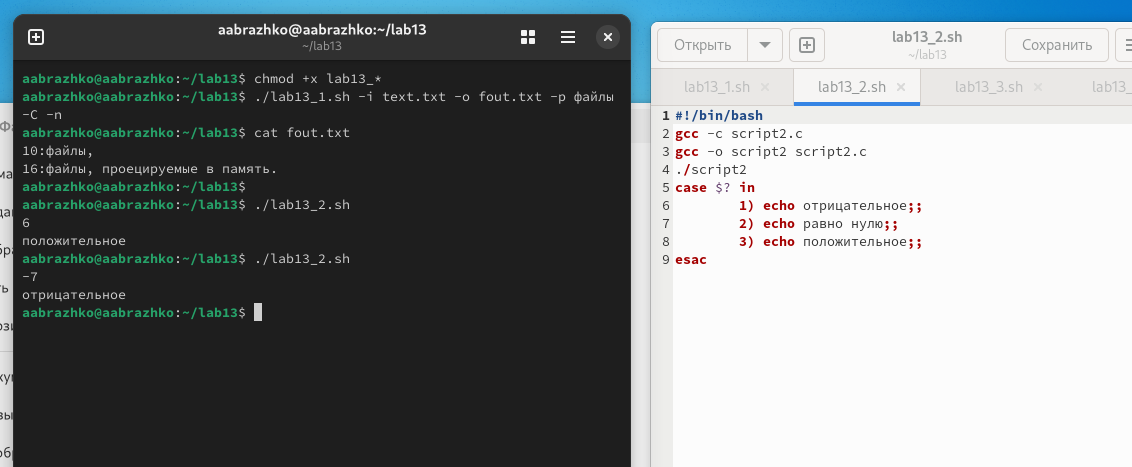 aabrazhko@aabrazhko:~/lab13
~/lab13
aabrazhko@aabrazhko:~/lab13$ chmod +x lab13_*
aabrazhko@aabrazhko:~/lab13$ ./lab13_1.sh -i text.txt -o fout.txt -p файлы
-C -n
aabrazhko@aabrazhko:~/lab13$ cat fout.txt
10:файлы,
16:файлы, проецируемые в память.
aabrazhko@aabrazhko:~/lab13$
aabrazhko@aabrazhko:~/lab13$ ./lab13_2.sh
6
положительное
aabrazhko@aabrazhko:~/lab13$ ./lab13_2.sh
-7
отрицательное
aabrazhko@aabrazhko:~/lab13$
Открыть
lab13_2.sh
~/lab13
Сохранить
lab13_1.sh
lab13_2.sh
lab13_3.sh
lab13_
1 #!/bin/bash
2 gcc -c script2.c
3 gcc -o script2 script2.c
4 ./script2
5 case $? in
6 1) echo отрицательное;;
7 2) echo равно нулю;;
8 3) echo положительное;;
9 esac